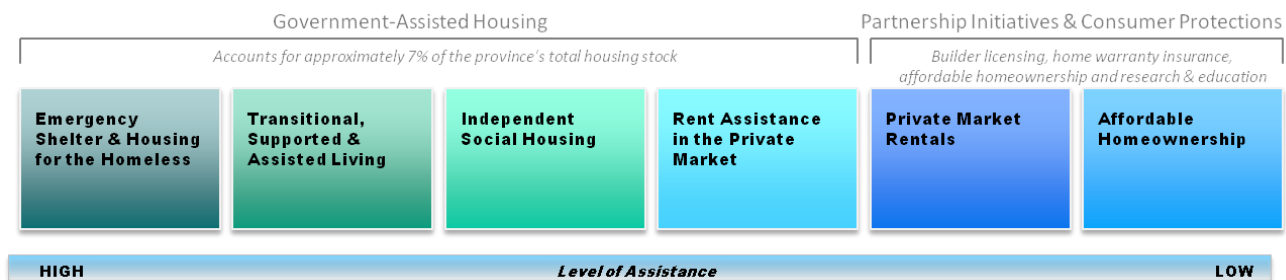 Government-Assisted Housing
Partnership Initiatives & Consumer Protections
Accounts for approximately 7% of the province's total housing stock
Builder licensing, home warranty insurance,
affordable homeownership and research & education
Emergency
Shelter & Housing
for the Homeless
Transitional,
Supported &
Assisted Living
Independent
Social Housing
Rent Assistance
in the Private
Market
Private Market
Rentals
Affordable
Homeownership
HIGH
Level of Assistance
LOW